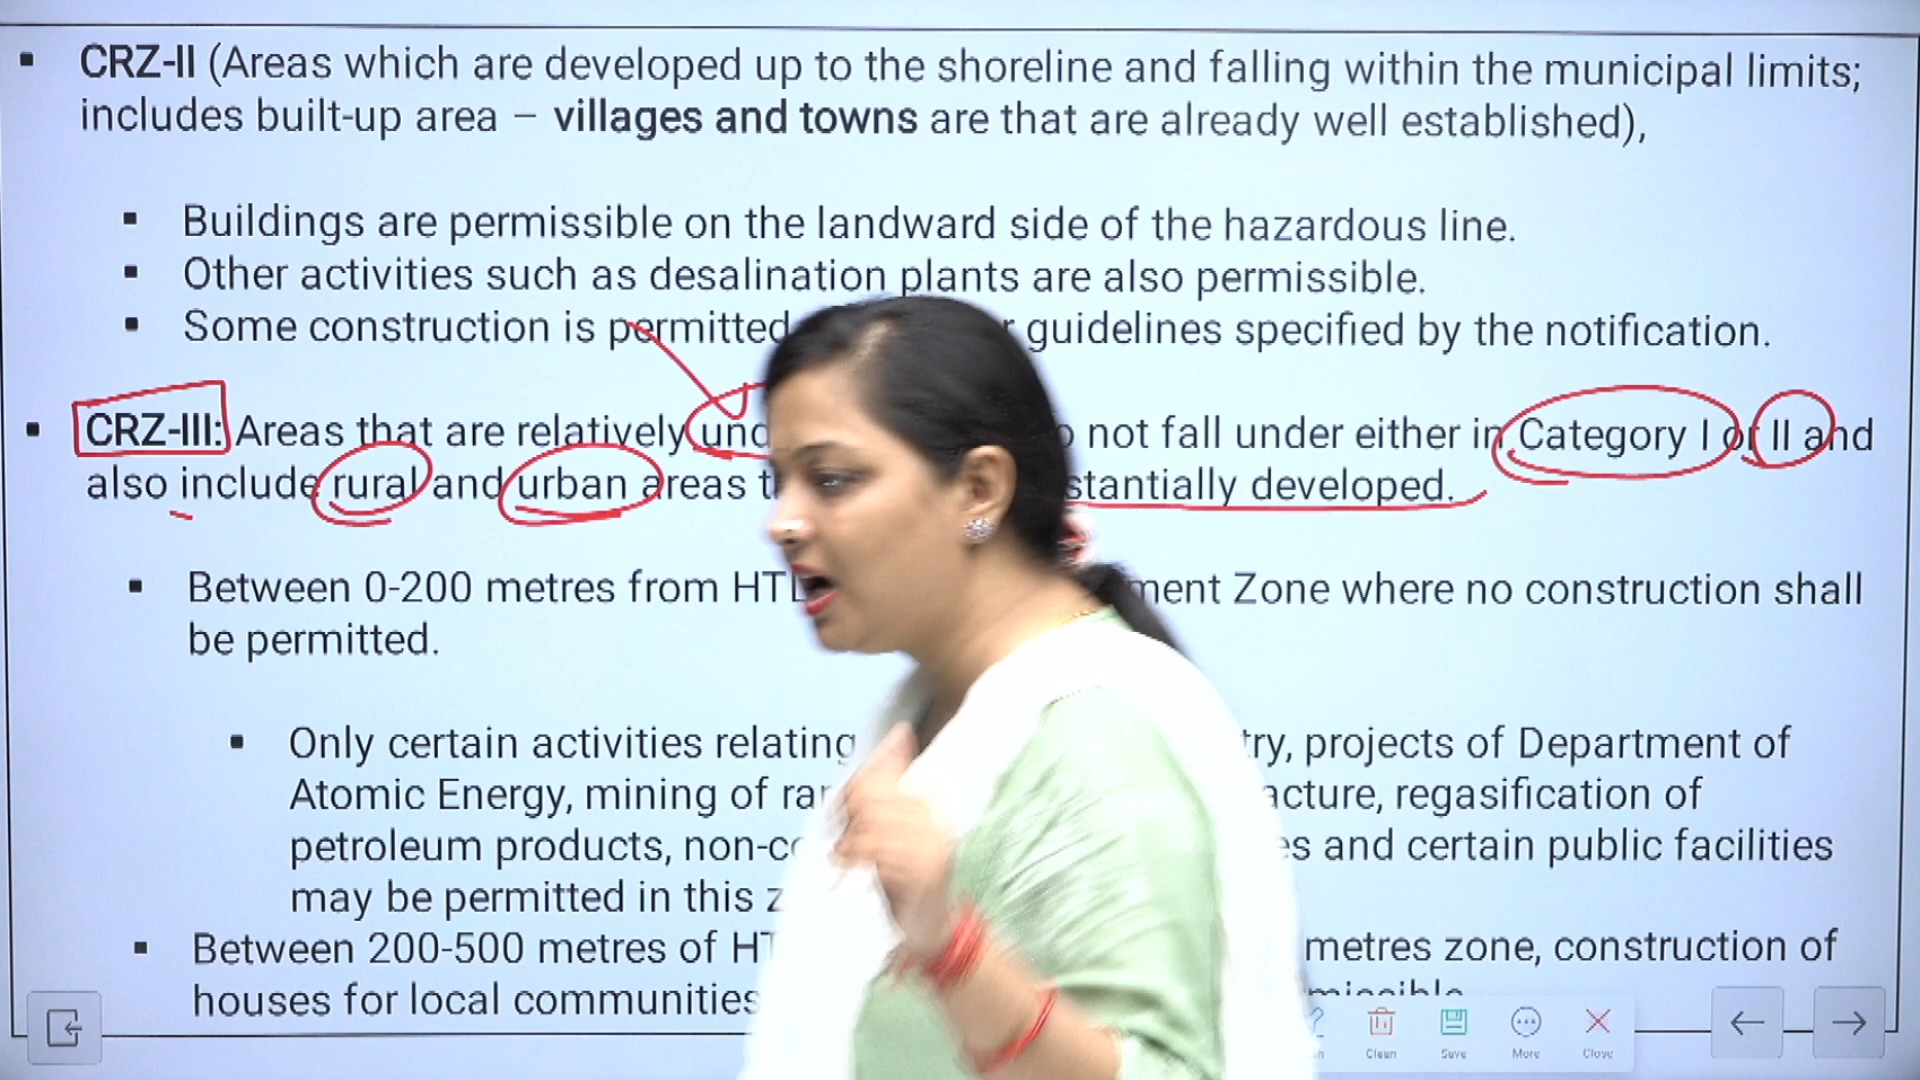 ▪ CRZ-II (Areas which are developed up to the shoreline and falling within the municipal limits;
includes built-up area – villages and towns are that are already well established),
▪ Buildings are permissible on the landward side of the hazardous line.
▪ Other activities such as desalination plants are also permissible.
▪ Some construction is permitted guidelines specified by the notification.
▪ CRZ-III: Areas that are relatively not fall under either in Category I or II and
also include rural and urban areas developed.
▪ Between 0-200 metres from HTL Zone where no construction shall
be permitted.
▪ Only certain activities relating projects of Department of
Atomic Energy, mining of regasification of
petroleum products, and certain public facilities
may be permitted in this
▪ Between 200-500 metres of metres zone, construction of
houses for local communities
Clean Save More Close